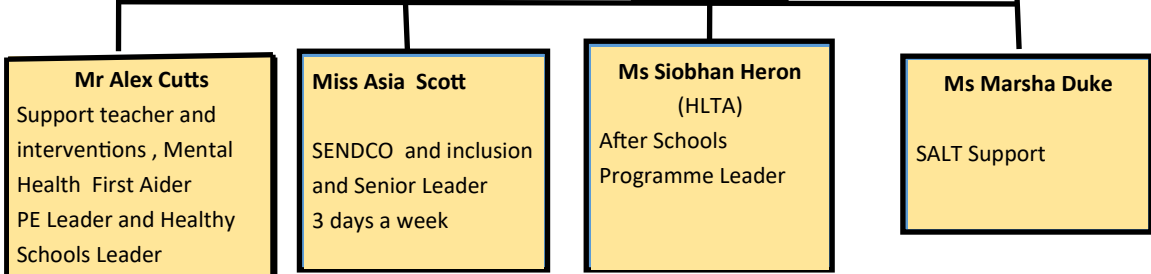 Mr Alex Cutts
Support teacher and
interventions , Mental
Health First Aider
PE Leader and Healthy
Schools Leader
Miss Asia Scott
SENDCO and inclusion
and Senior Leader
3 days a week
Ms Siobhan Heron
(HLTA)
After Schools
Programme Leader
Ms Marsha Duke
SALT Support